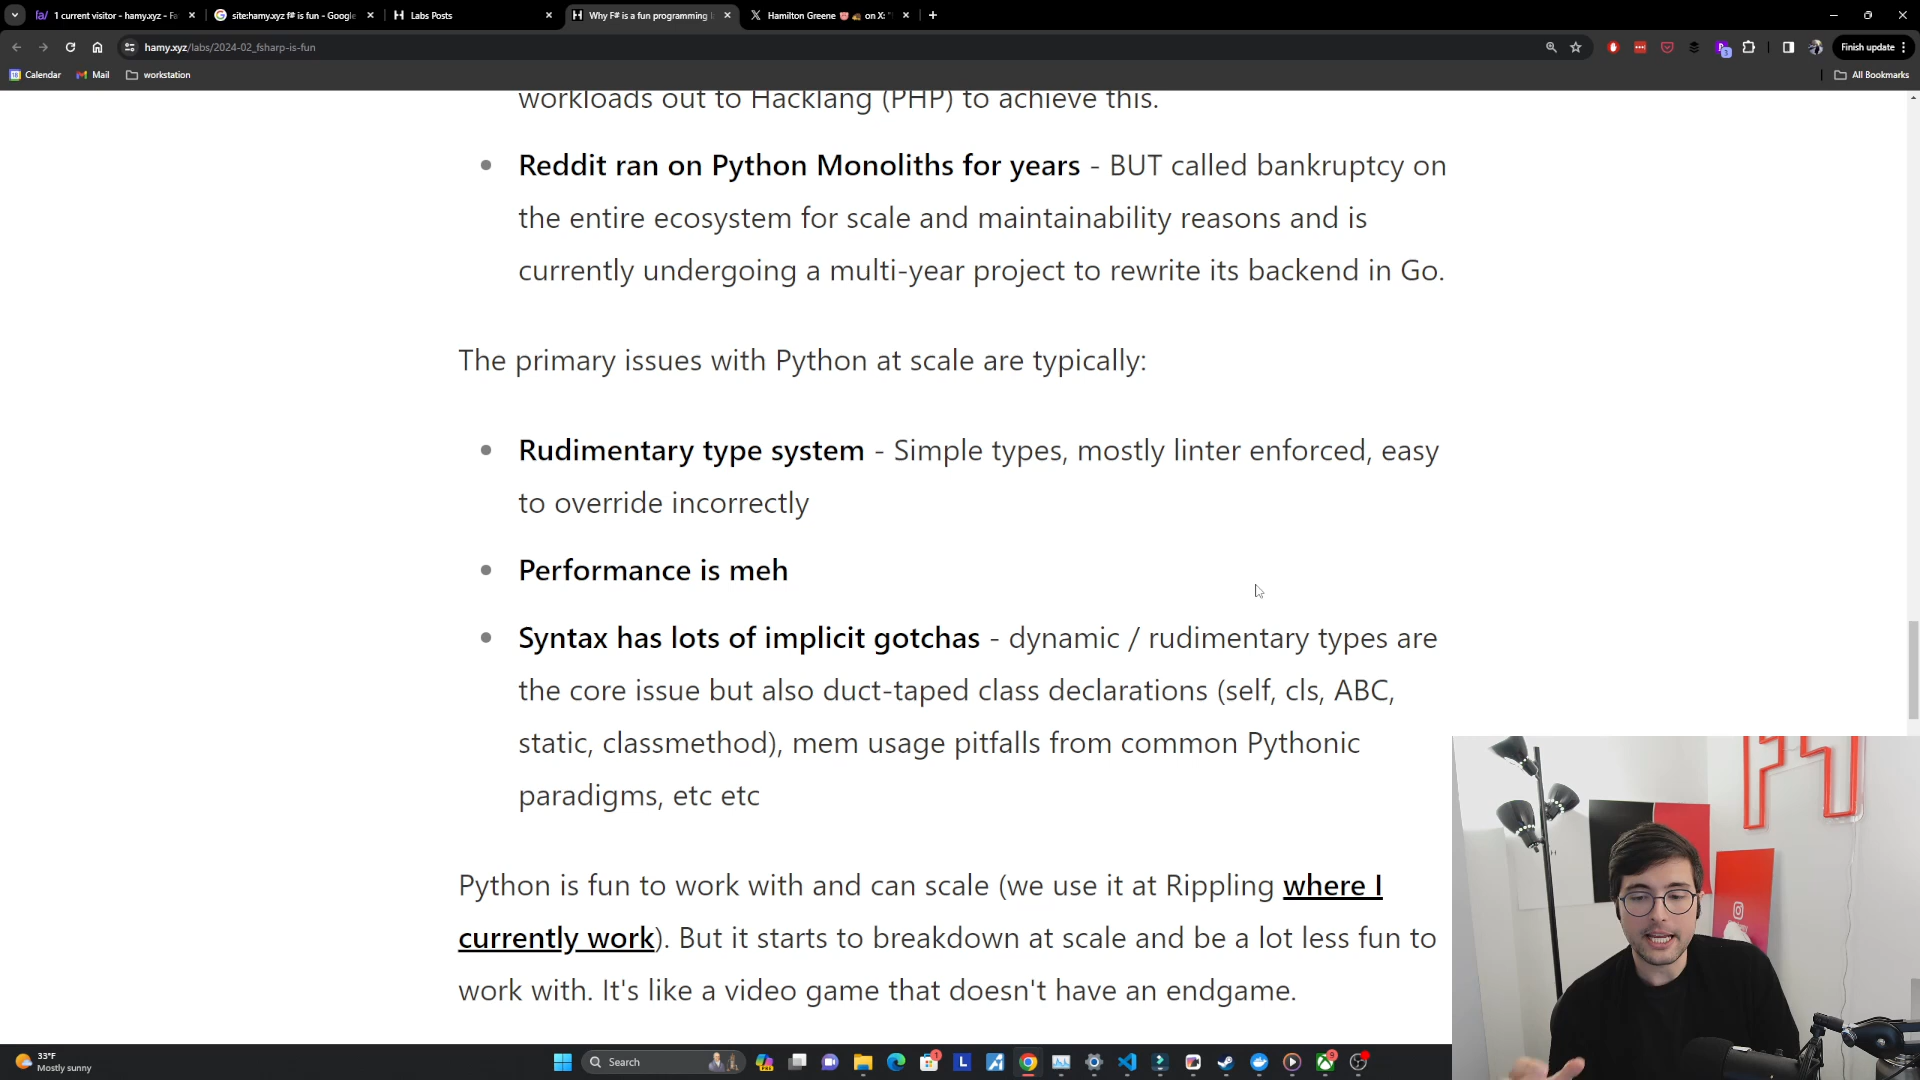 1 current visitor - hamy.xyz - Fa
site:hamy.xyz f# is fun - Google
Labs Posts
Why F# is a fun programming l
Hamilton Greene
on X: "
hamy.xyz/labs/2024-02_fsharp-is-fun
Finish update
Calendar
Mail
workstation
All Bookmarks
workloads out to Hacklang (PHP) to achieve this.
• Reddit ran on Python Monoliths for years - BUT called bankruptcy on
the entire ecosystem for scale and maintainability reasons and is
currently undergoing a multi-year project to rewrite its backend in Go.
The primary issues with Python at scale are typically:
• Rudimentary type system - Simple types, mostly linter enforced, easy
to override incorrectly
• Performance is meh
• Syntax has lots of implicit gotchas - dynamic / rudimentary types are
the core issue but also duct-taped class declarations (self, cls, ABC,
static, classmethod), mem usage pitfalls from common Pythonic
paradigms, etc etc
Python is fun to work with and can scale (we use it at Rippling where I
currently work). But it starts to breakdown at scale and be a lot less fun to
work with. It's like a video game that doesn't have an endgame.
33°F
Mostly sunny
Search